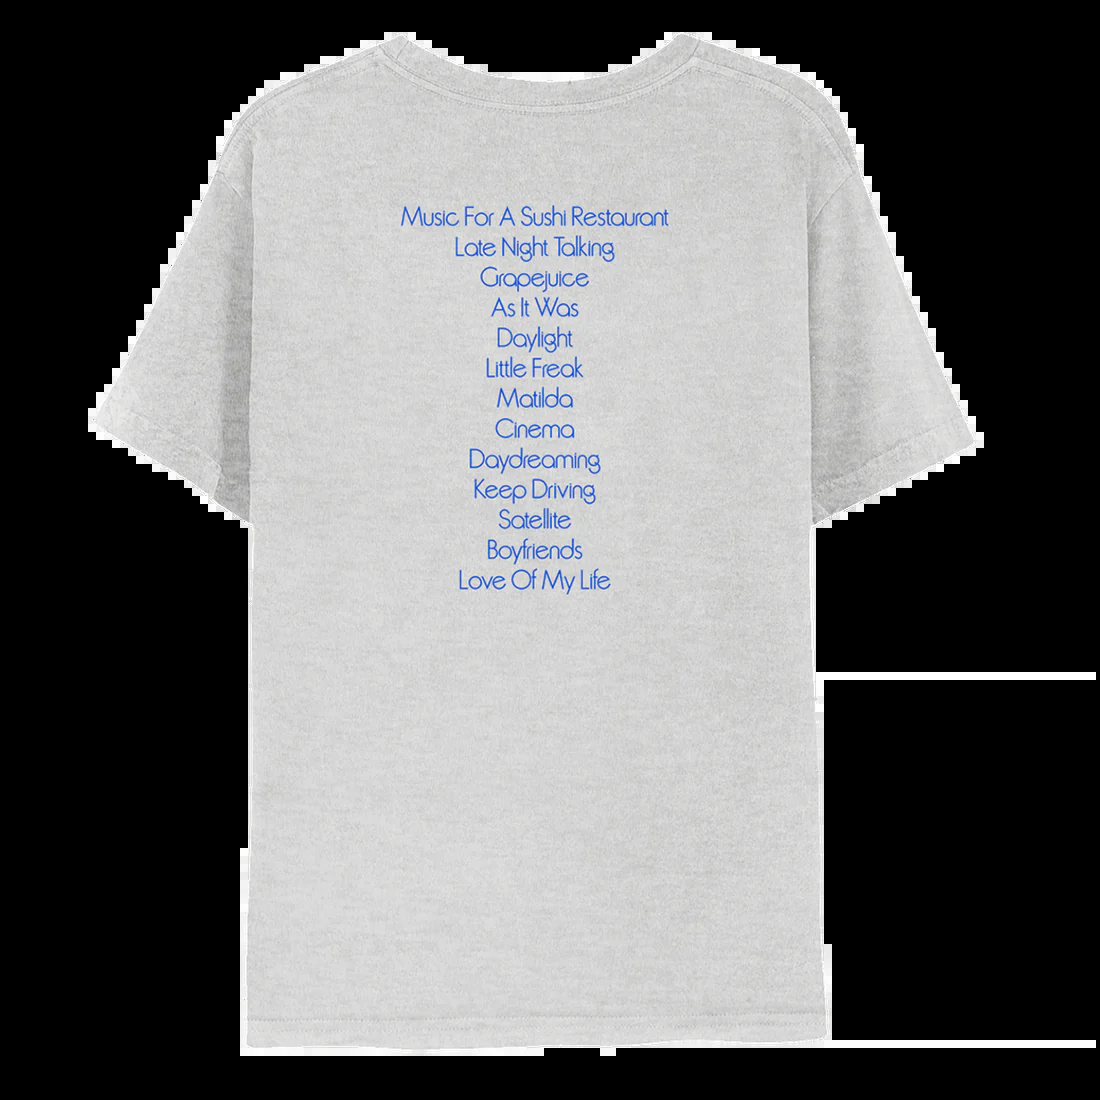 Music For A Sushi Restaurant
Late Night Talking
Grapejuice
As It Was
Daylight
Little Freak
Matilda
Cinema
Daydreaming
Keep Driving
Satellite
Boyfriends
Love Of My Life